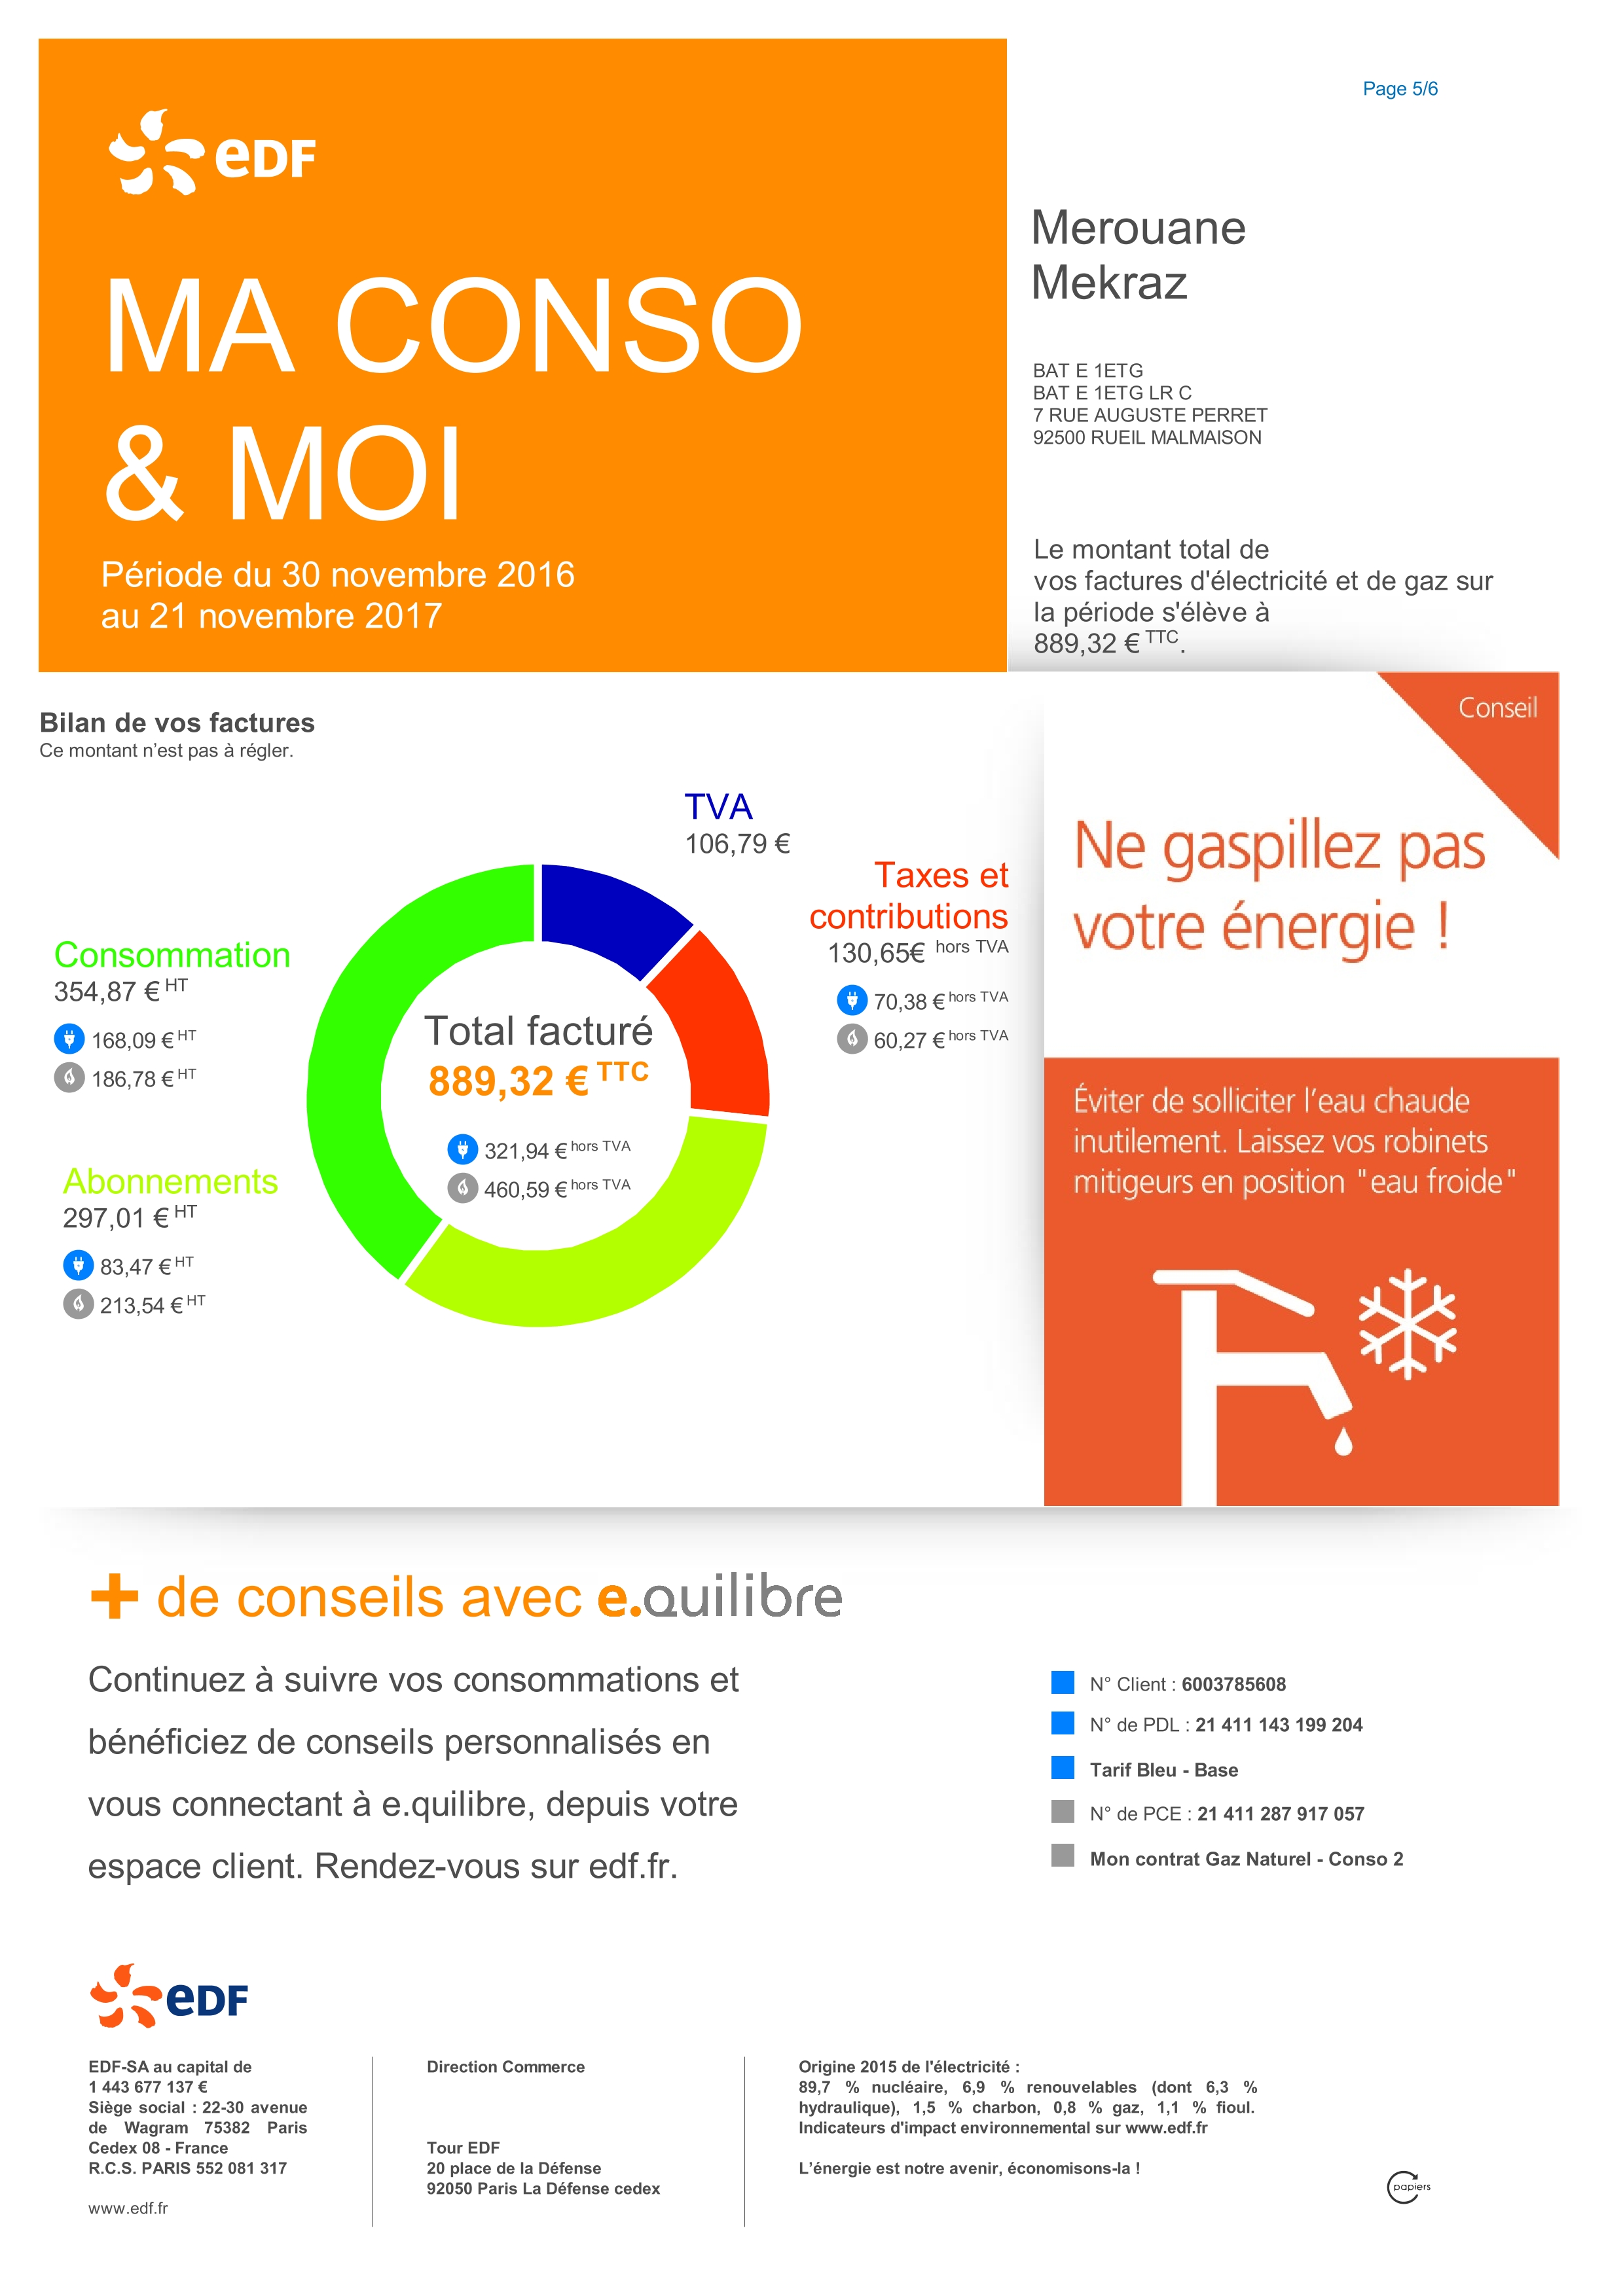 Page 5/6
eDF
MA CONSO
& MOI
Période du 30 novembre 2016
au 21 novembre 2017
Merouane
Mekraz
BAT E 1ETG
BAT E 1ETG LR C
7 RUE AUGUSTE PERRET
92500 RUEIL MALMAISON
Le montant total de
vos factures d'électricité et de gaz sur
la période s'élève à
889,32 € TTC.
Bilan de vos factures
Ce montant n’est pas à régler.
TVA
106,79 €
Taxes et
contributions
130,65€ hors TVA
70,38 € hors TVA
60,27 € hors TVA
Consommation
354,87 € HT
168,09 € HT
186,78 € HT
Total facturé
889,32 € TTC
321,94 € hors TVA
460,59 € hors TVA
Abonnements
297,01 € HT
83,47 € HT
213,54 € HT
Conseil
Ne gaspillez pas
votre énergie !
Éviter de solliciter l'eau chaude
inutilement. Laissez vos robinets
mitigeurs en position "eau froide"
+ de conseils avec e.quilibre
Continuez à suivre vos consommations et
bénéficiez de conseils personnalisés en
vous connectant à e.quilibre, depuis votre
espace client. Rendez-vous sur edf.fr.
N° Client : 6003785608
N° de PDL : 21 411 143 199 204
Tarif Bleu - Base
N° de PCE : 21 411 287 917 057
Mon contrat Gaz Naturel - Conso 2
eDF
EDF-SA au capital de
1 443 677 137 €
Siège social : 22-30 avenue
de Wagram 75382 Paris
Cedex 08 - France
R.C.S. PARIS 552 081 317
www.edf.fr
Direction Commerce
Tour EDF
20 place de la Défense
92050 Paris La Défense cedex
Origine 2015 de l'électricité :
89,7 % nucléaire, 6,9 % renouvelables (dont 6,3 %
hydraulique), 1,5 % charbon, 0,8 % gaz, 1,1 % fioul.
Indicateurs d'impact environnemental sur www.edf.fr
L’énergie est notre avenir, économisons-la !
papiers